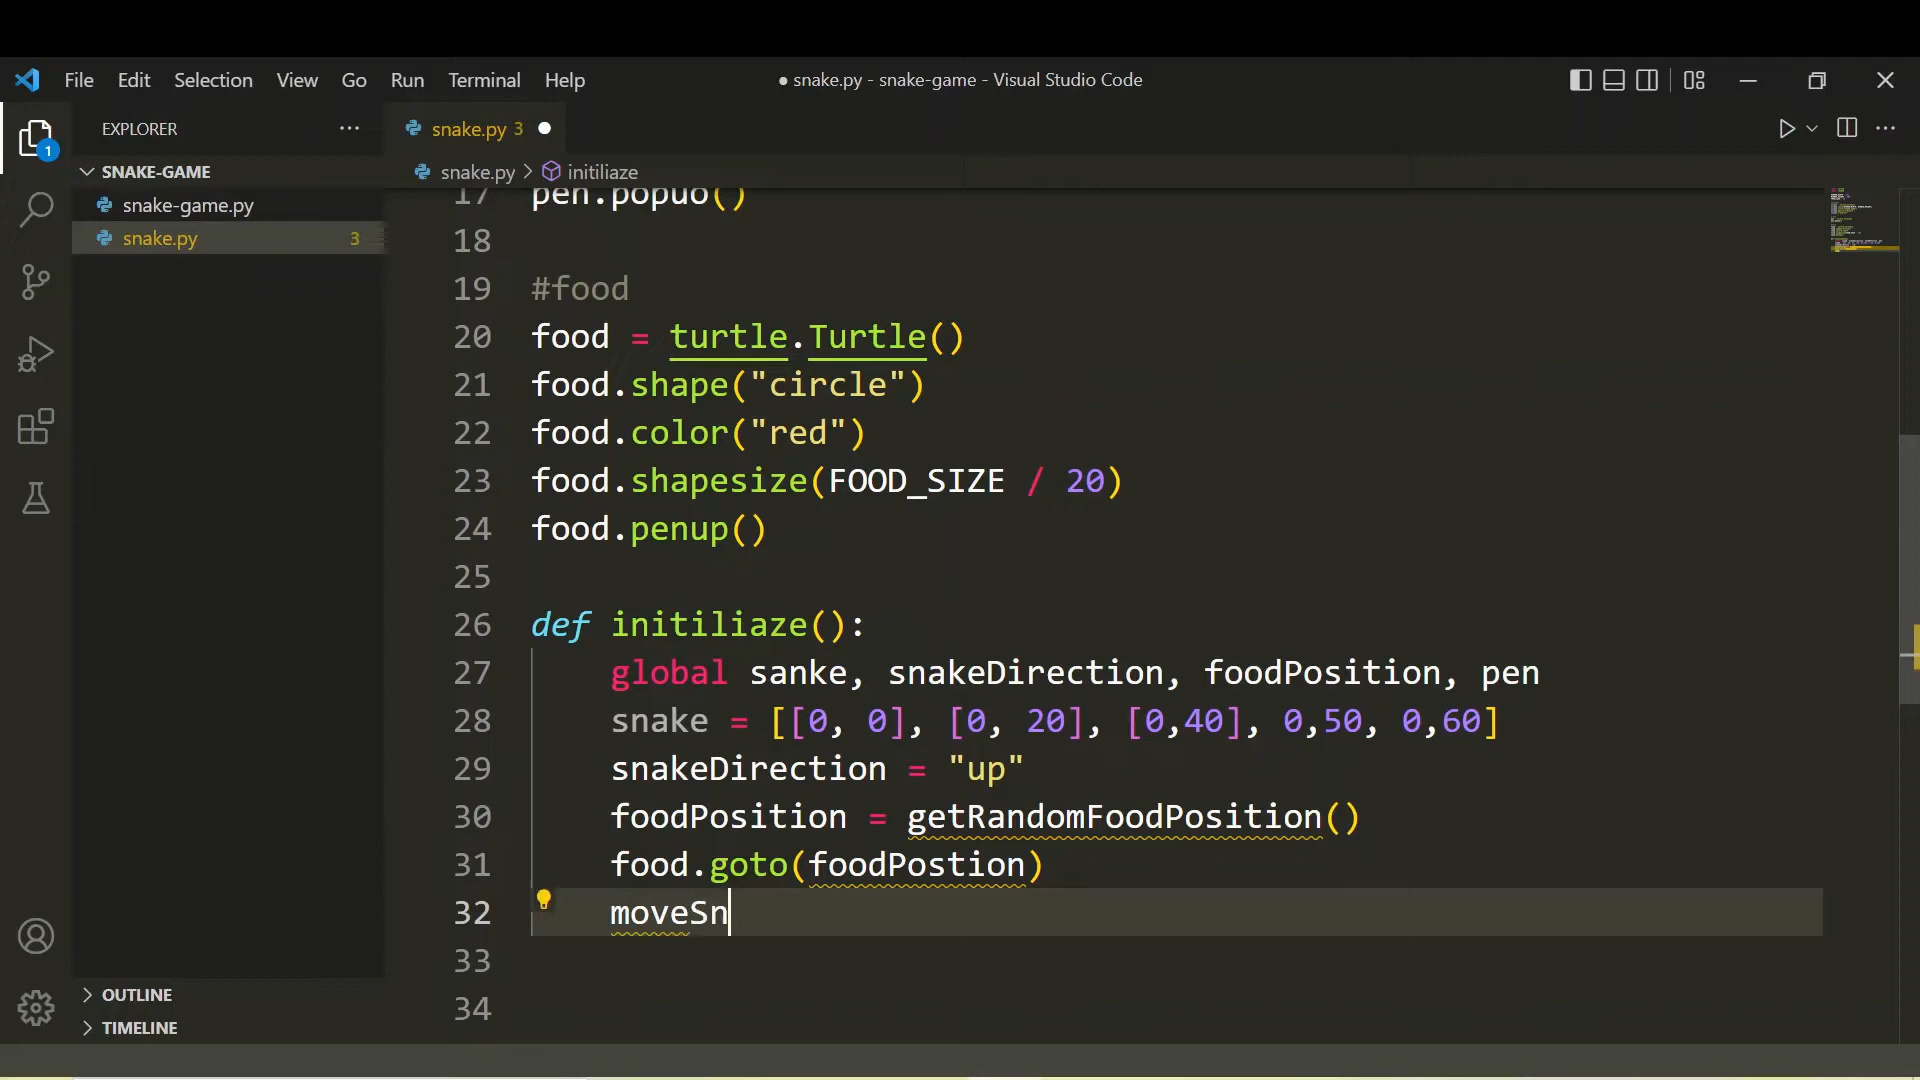 File Edit Selection View Go Run Terminal Help
● snake.py - snake-game - Visual Studio Code
EXPLORER
snake.py 3
1
SNAKE-GAME
snake.py > initiliaze
snake-game.py
snake.py 3
17 pen.popuo()
18
19 #food
20 food = turtle.Turtle()
21 food.shape("circle")
22 food.color("red")
23 food.shapesize(FOOD_SIZE / 20)
24 food.penup()
25
26 def initiliaze():
27 global sanke, snakeDirection, foodPosition, pen
28 snake = [[0, 0], [0, 20], [0,40], 0,50, 0,60]
29 snakeDirection = "up"
30 foodPosition = getRandomFoodPosition()
31 food.goto(foodPostion)
32 moveSn
33
34
OUTLINE
TIMELINE